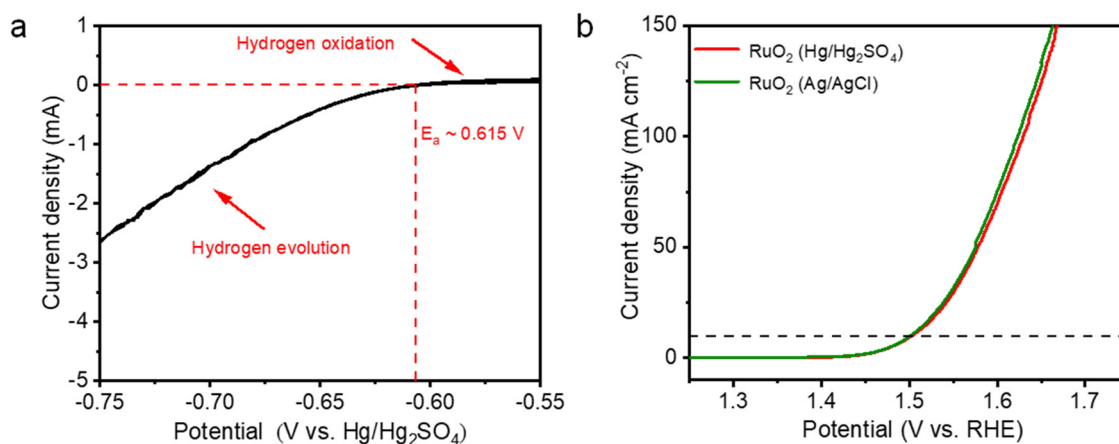 a
1
0
-1
-2
-3
-4
-5
Current density (mA)
Hydrogen oxidation
Eₐ ~ 0.615 V
Hydrogen evolution
-0.75
-0.70
-0.65
-0.60
-0.55
Potential (V vs. Hg/Hg₂SO₄)
b
150
100
50
0
Current density (mA cm⁻²)
RuO₂ (Hg/Hg₂SO₄)
RuO₂ (Ag/AgCl)
1.3
1.4
1.5
1.6
1.7
Potential (V vs. RHE)